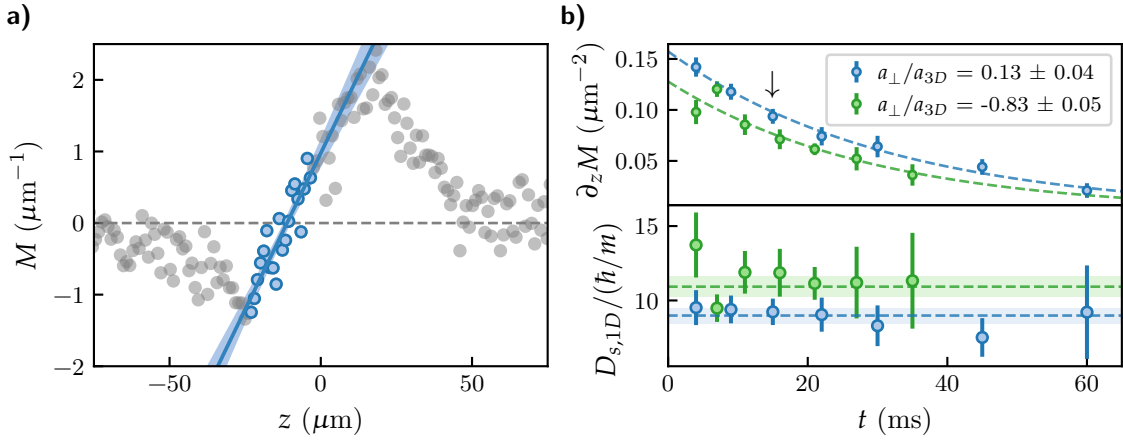 a)
M (μm⁻¹)
2
1
0
−1
−2
−50
0
50
z (μm)
b)
∂zM (μm⁻²)
0.15
0.10
0.05
↓
a⊥/a3D = 0.13 ± 0.04
a⊥/a3D = -0.83 ± 0.05
Ds,1D/(ħ/m)
15
10
0
20
40
60
t (ms)